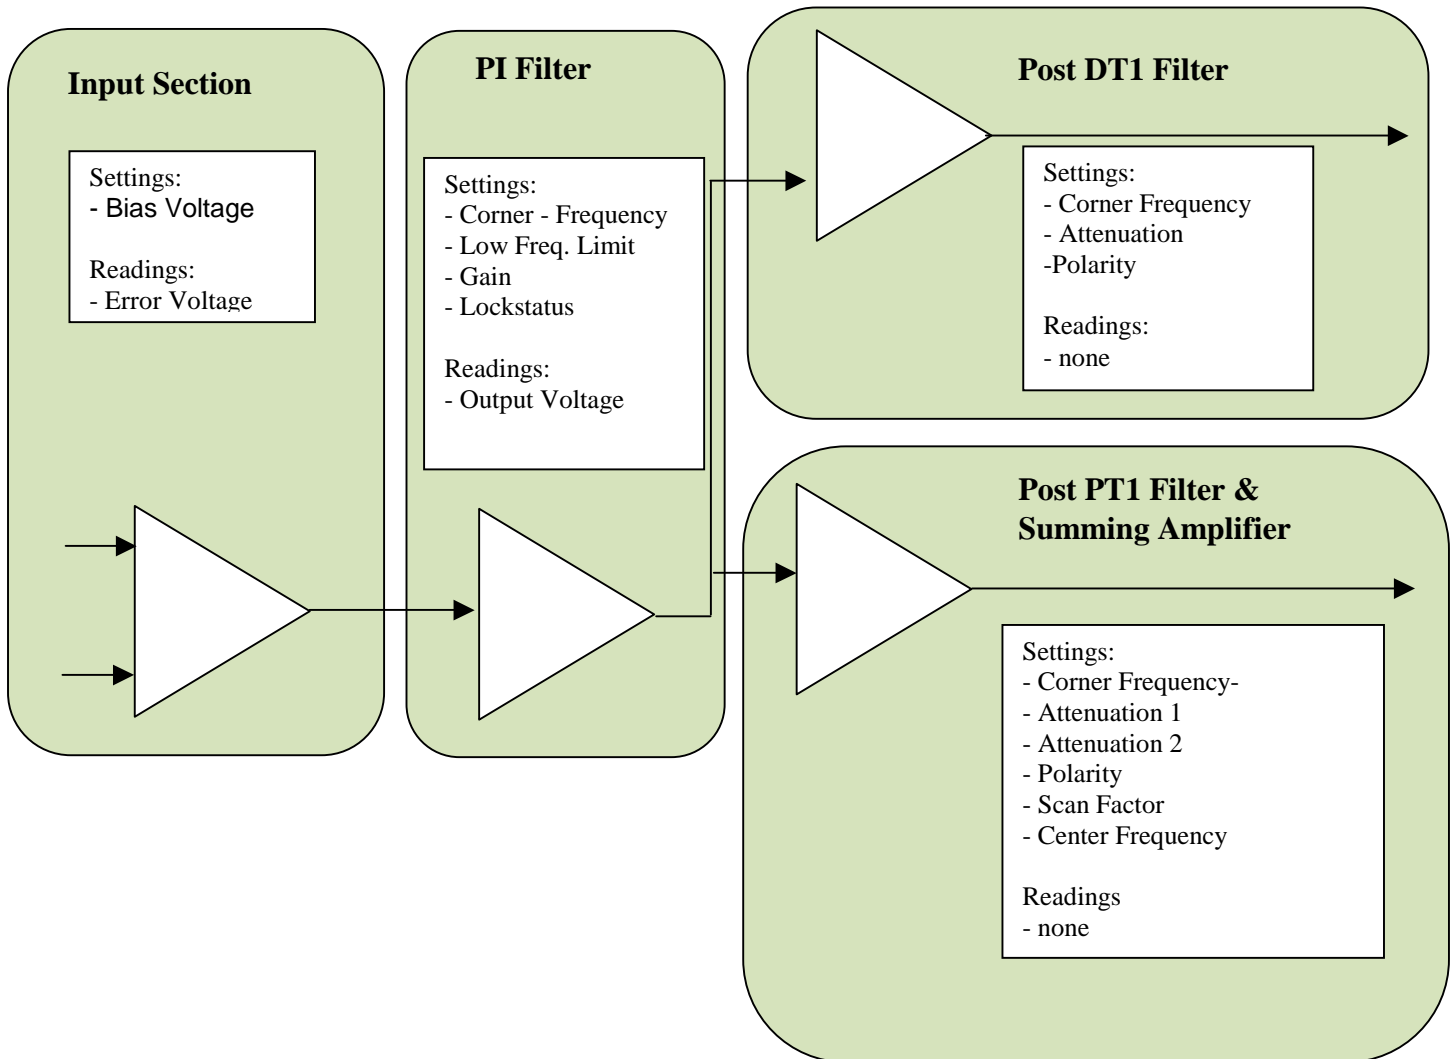 Input Section
Settings:
- Bias Voltage
Readings:
- Error Voltage
PI Filter
Settings:
- Corner - Frequency
- Low Freq. Limit
- Gain
- Lockstatus
Readings:
- Output Voltage
Post DT1 Filter
Settings:
- Corner Frequency
- Attenuation
-Polarity
Readings:
- none
Post PT1 Filter &
Summing Amplifier
Settings:
- Corner Frequency-
- Attenuation 1
- Attenuation 2
- Polarity
- Scan Factor
- Center Frequency
Readings
- none